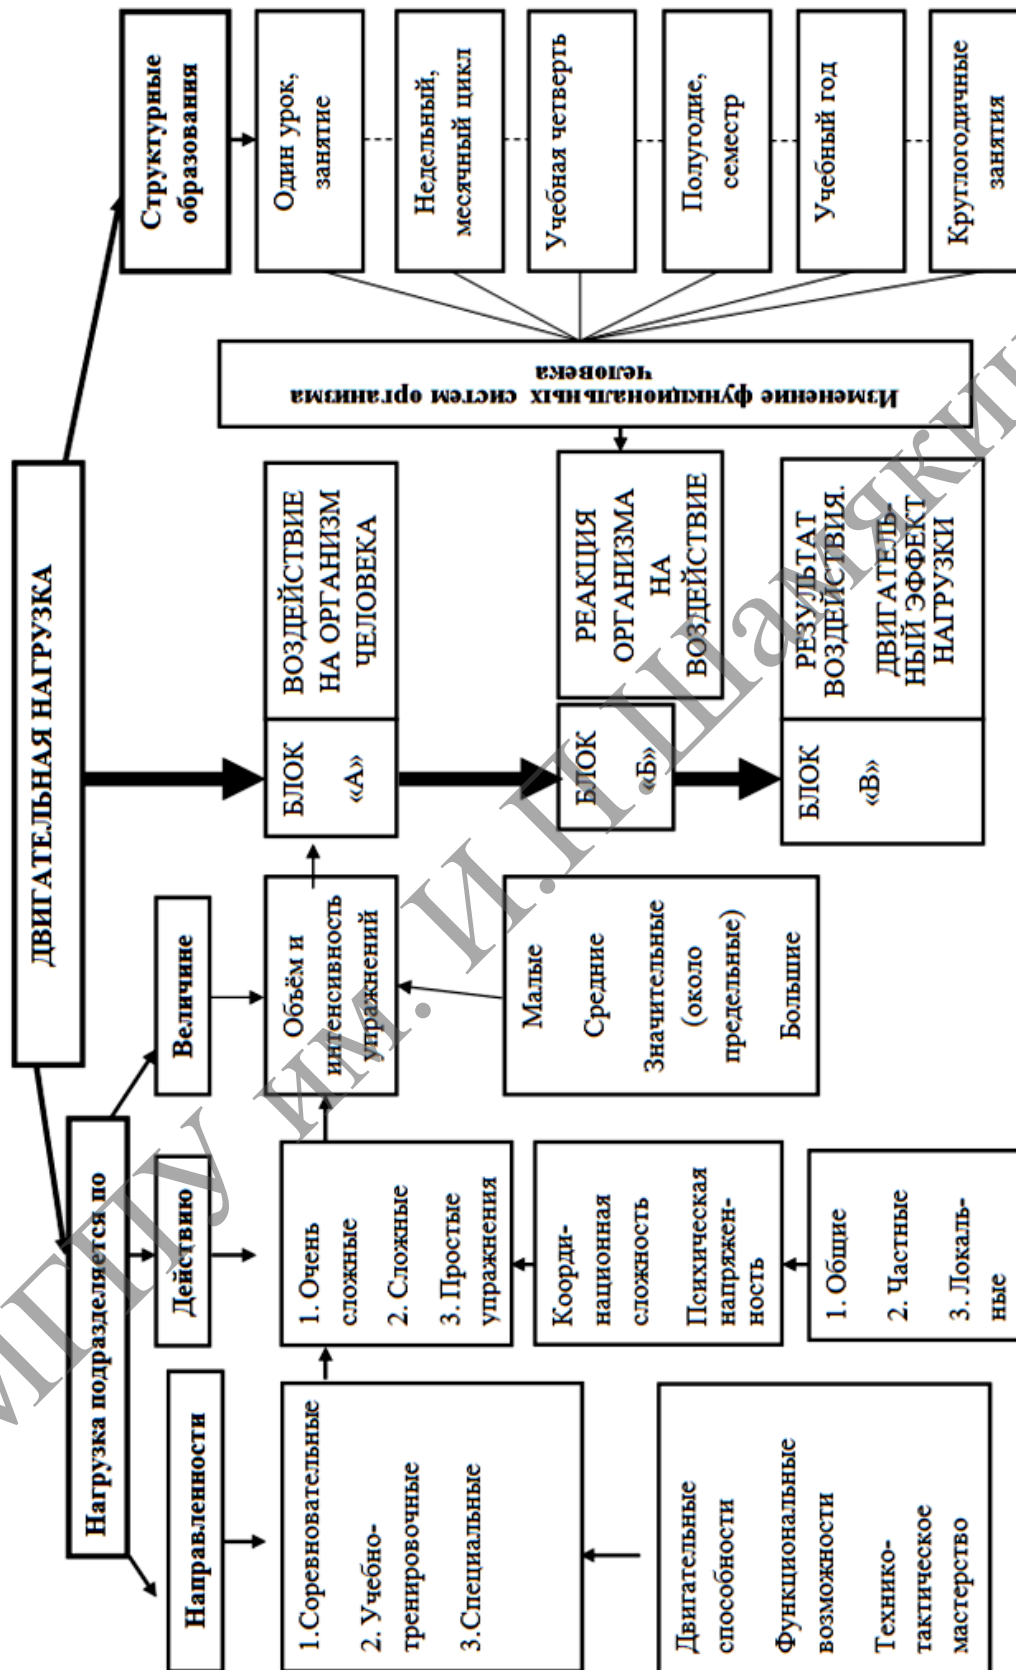 ДВИГАТЕЛЬНАЯ НАГРУЗКА
Нагрузка подразделяется по
Направленности
Действию
Величине
Структурные
образования
1.Соревновательные
2. Учебно-
тренировочные
3.Специальные
Двигательные
способности
Функциональные
возможности
Технико-
тактическое
мастерство
1. Очень
сложные
2. Сложные
3. Простые
упражнения
Коорди-
национная
сложность
Психическая
напряжен-
ность
1. Общие
2. Частные
3. Локаль-
ные
Объём и
интенсивность
упражнений
Малые
Средние
Значительные
(около
предельные)
Большие
БЛОК
«А»
ВОЗДЕЙСТВИЕ
НА ОРГАНИЗМ
ЧЕЛОВЕКА
БЛОК
«Б»
РЕАКЦИЯ
ОРГАНИЗМА
НА
ВОЗДЕЙСТВИЕ
БЛОК
«В»
РЕЗУЛЬТАТ
ВОЗДЕЙСТВИЯ.
ДВИГАТЕЛЬ-
НЫЙ ЭФФЕКТ
НАГРУЗКИ
Изменение функциональных систем организма
человека
Один урок,
занятие
Недельный,
месячный цикл
Учебная четверть
Полугодие,
семестр
Учебный год
Круглогодичные
занятия
МГПУ им. И.П.Шамякин